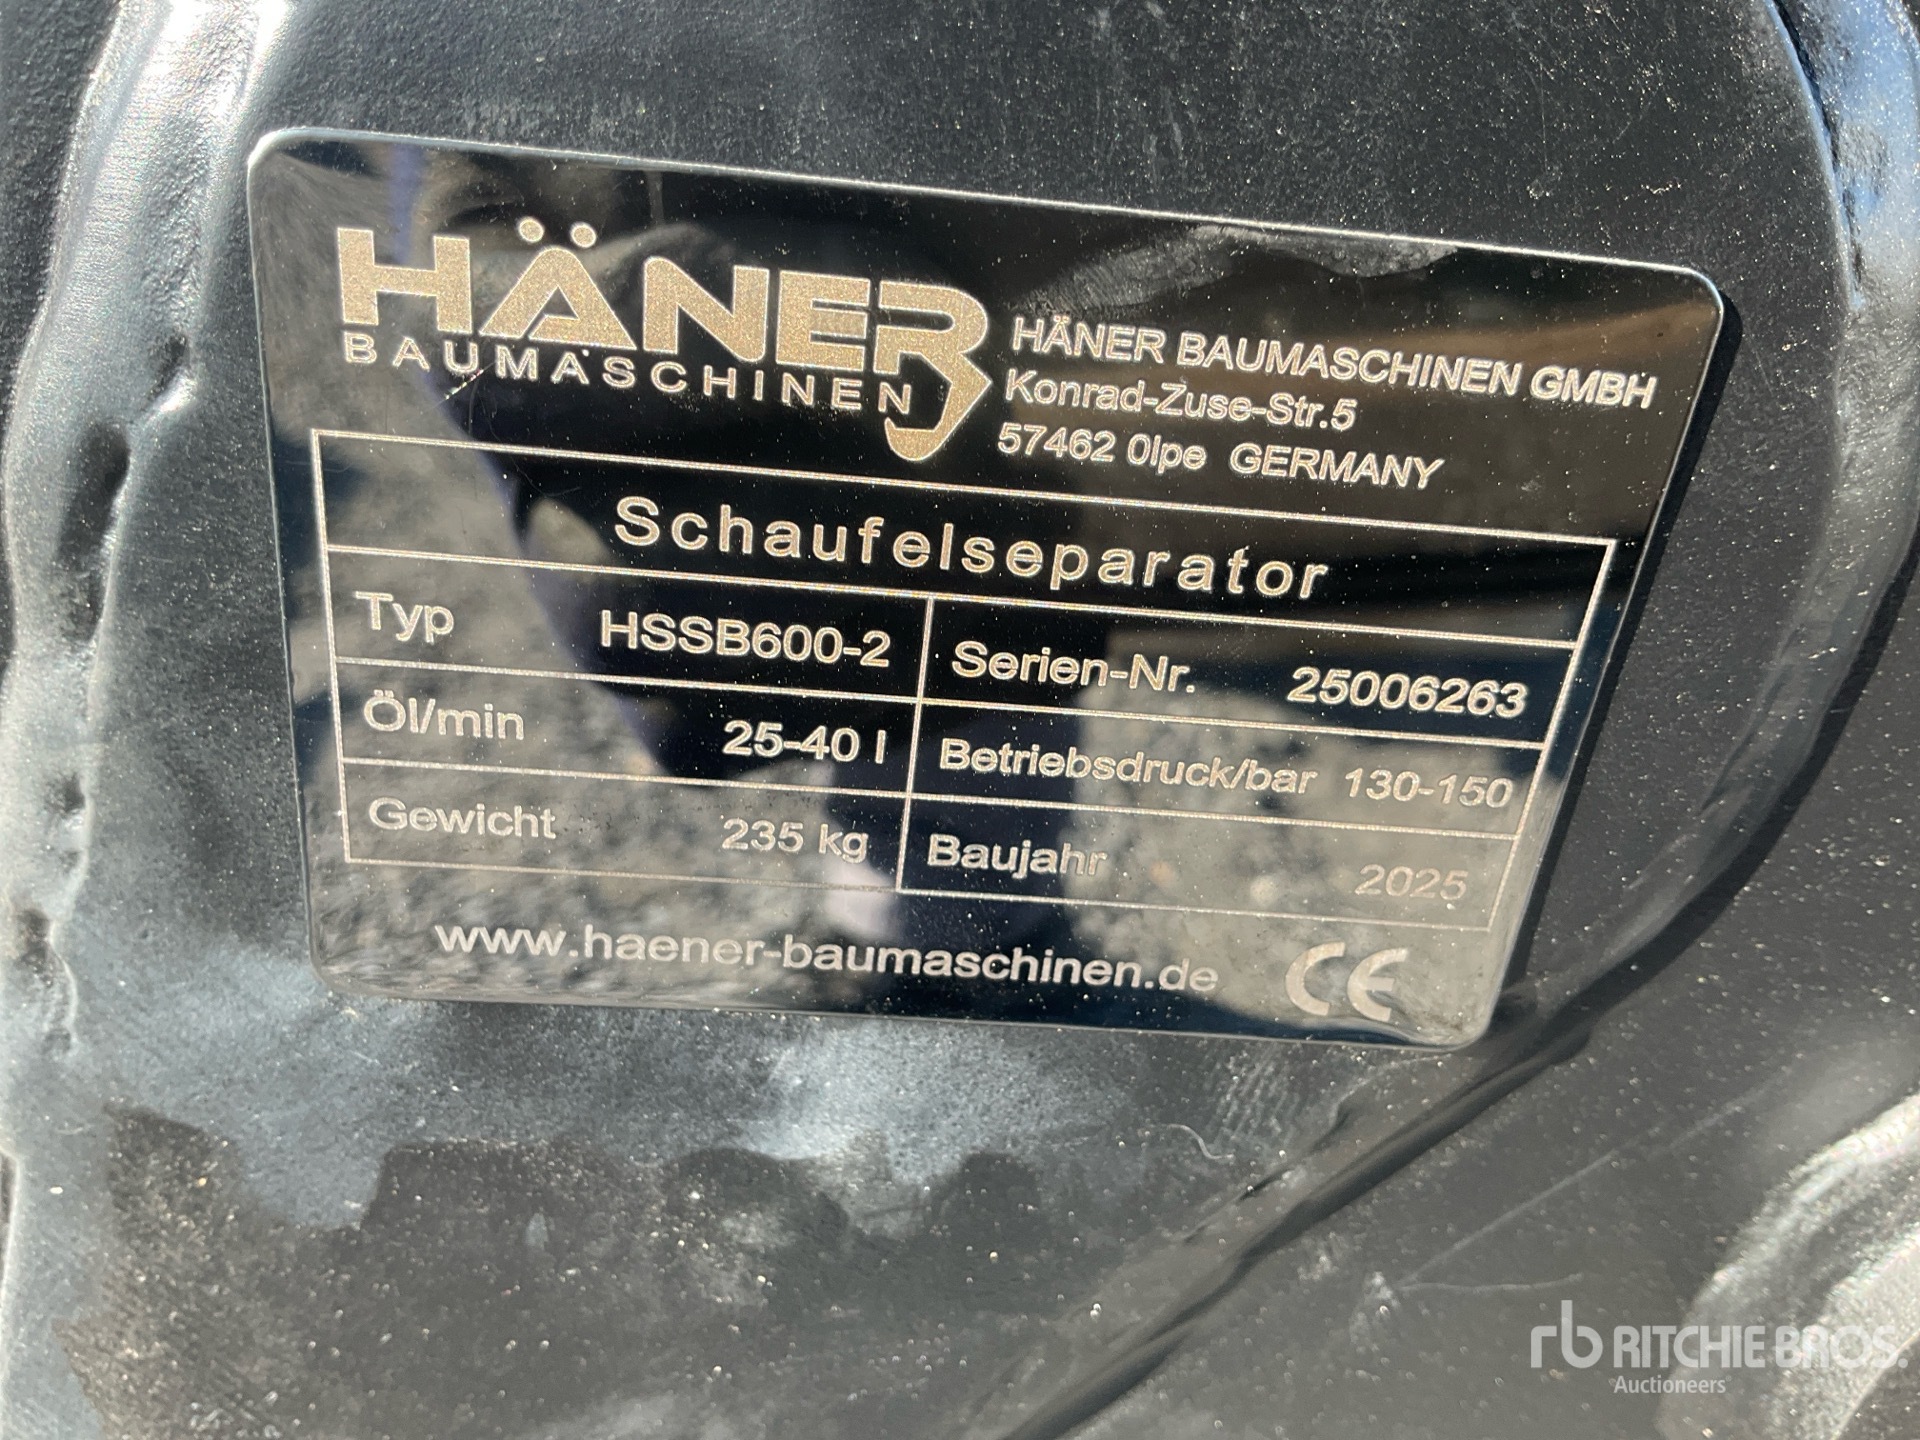 HÄNER
BAUMASCHINEN
HÄNER BAUMASCHINEN GMBH
Konrad-Zuse-Str.5
57462 Olpe GERMANY
Schaufelseparator
Typ HSSB600-2 Serien-Nr. 25006263
Öl/min 25-40 l Betriebsdruck/bar 130-150
Gewicht 235 kg Baujahr 2025
www.haener-baumaschinen.de CE
rb RITCHIE BROS.
Auctioneers